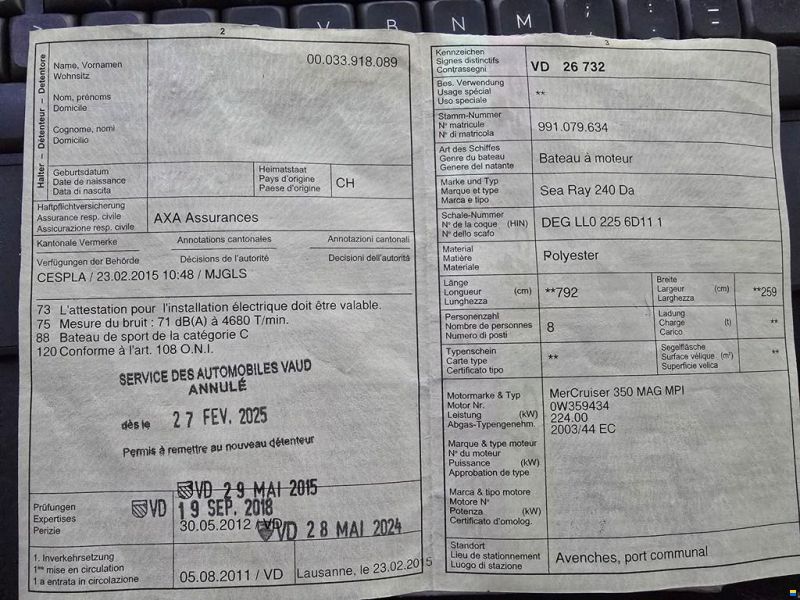 2
Halter – Détenteur – Detentore
Name, Vornamen
Wohnsitz
Nom, prénoms
Domicile
Cognome, nomi
Domicilio
00.033.918.089
Geburtsdatum
Date de naissance
Data di nascita
Heimatstaat
Pays d'origine
Paese d'origine
CH
Haftpflichtversicherung
Assurance resp. civile
Assicurazione resp. civile
AXA Assurances
Kantonale Vermerke Annotations cantonales Annotazioni cantonali
Verfügungen der Behörde Décisions de l'autorité Decisioni dell'autorità
CESPLA / 23.02.2015 10:48 / MJGLS
73 L'attestation pour l'installation électrique doit être valable.
75 Mesure du bruit : 71 dB(A) à 4680 T/min.
88 Bateau de sport de la catégorie C
120 Conforme à l'art. 108 O.N.I.
SERVICE DES AUTOMOBILES VAUD
ANNULÉ
dès le 27 FEV. 2025
Permis à remettre au nouveau détenteur
Prüfungen
Expertises
Perizie
VD 29 MAI 2015
VD 19 SEP. 2018
30.05.2012 / VD
VD 28 MAI 2024
1. Inverkehrsetzung
1ère mise en circulation
1a entrata in circolazione
05.08.2011 / VD
Lausanne, le 23.02.2015
3
Kennzeichen
Signes distinctifs
Contrassegni
VD 26 732
Bes. Verwendung
Usage spécial
Uso speciale
**
Stamm-Nummer
N° matricule
N° di matricola
991.079.634
Art des Schiffes
Genre du bateau
Genere del natante
Bateau à moteur
Marke und Typ
Marque et type
Marca e tipo
Sea Ray 240 Da
Schale-Nummer
N° de la coque (HIN)
N° dello scafo
DEG LL0 225 6D11 1
Material
Matière
Materiale
Polyester
Länge
Longueur (cm)
Lunghezza
**792
Breite
Largeur (cm)
Larghezza
**259
Personenzahl
Nombre de personnes
Numero di posti
8
Ladung
Charge (t)
Carico
**
Typenschein
Carte type
Certificato tipo
**
Segelfläsche
Surface vélique (m²)
Superficie velica
**
Motormarke & Typ
Motor Nr.
Leistung (kW)
Abgas-Typengenehm.
MerCruiser 350 MAG MPI
0W359434
224.00
2003/44 EC
Marque & type moteur
N° du moteur
Puissance (kW)
Approbation de type
Marca & tipo motore
Motore N°
Potenza (kW)
Certificato d'omolog.
Standort
Lieu de stationnement
Luogo di stazione
Avenches, port communal
V
B
N
M